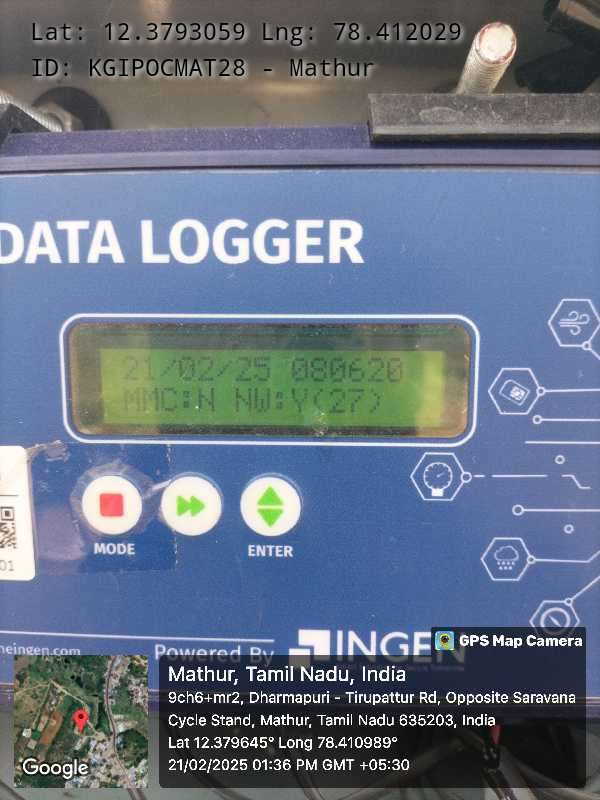 Lat: 12.3793059 Lng: 78.412029
ID: KGIPOCMAT28 - Mathur
DATA LOGGER
21/02/25 080620
MMC:N NW:Y(27)
MODE
ENTER
01
neingen.com
Powered By INGEN
GPS Map Camera
Mathur, Tamil Nadu, India
9ch6+mr2, Dharmapuri - Tirupattur Rd, Opposite Saravana
Cycle Stand, Mathur, Tamil Nadu 635203, India
Lat 12.379645° Long 78.410989°
21/02/2025 01:36 PM GMT +05:30
Google